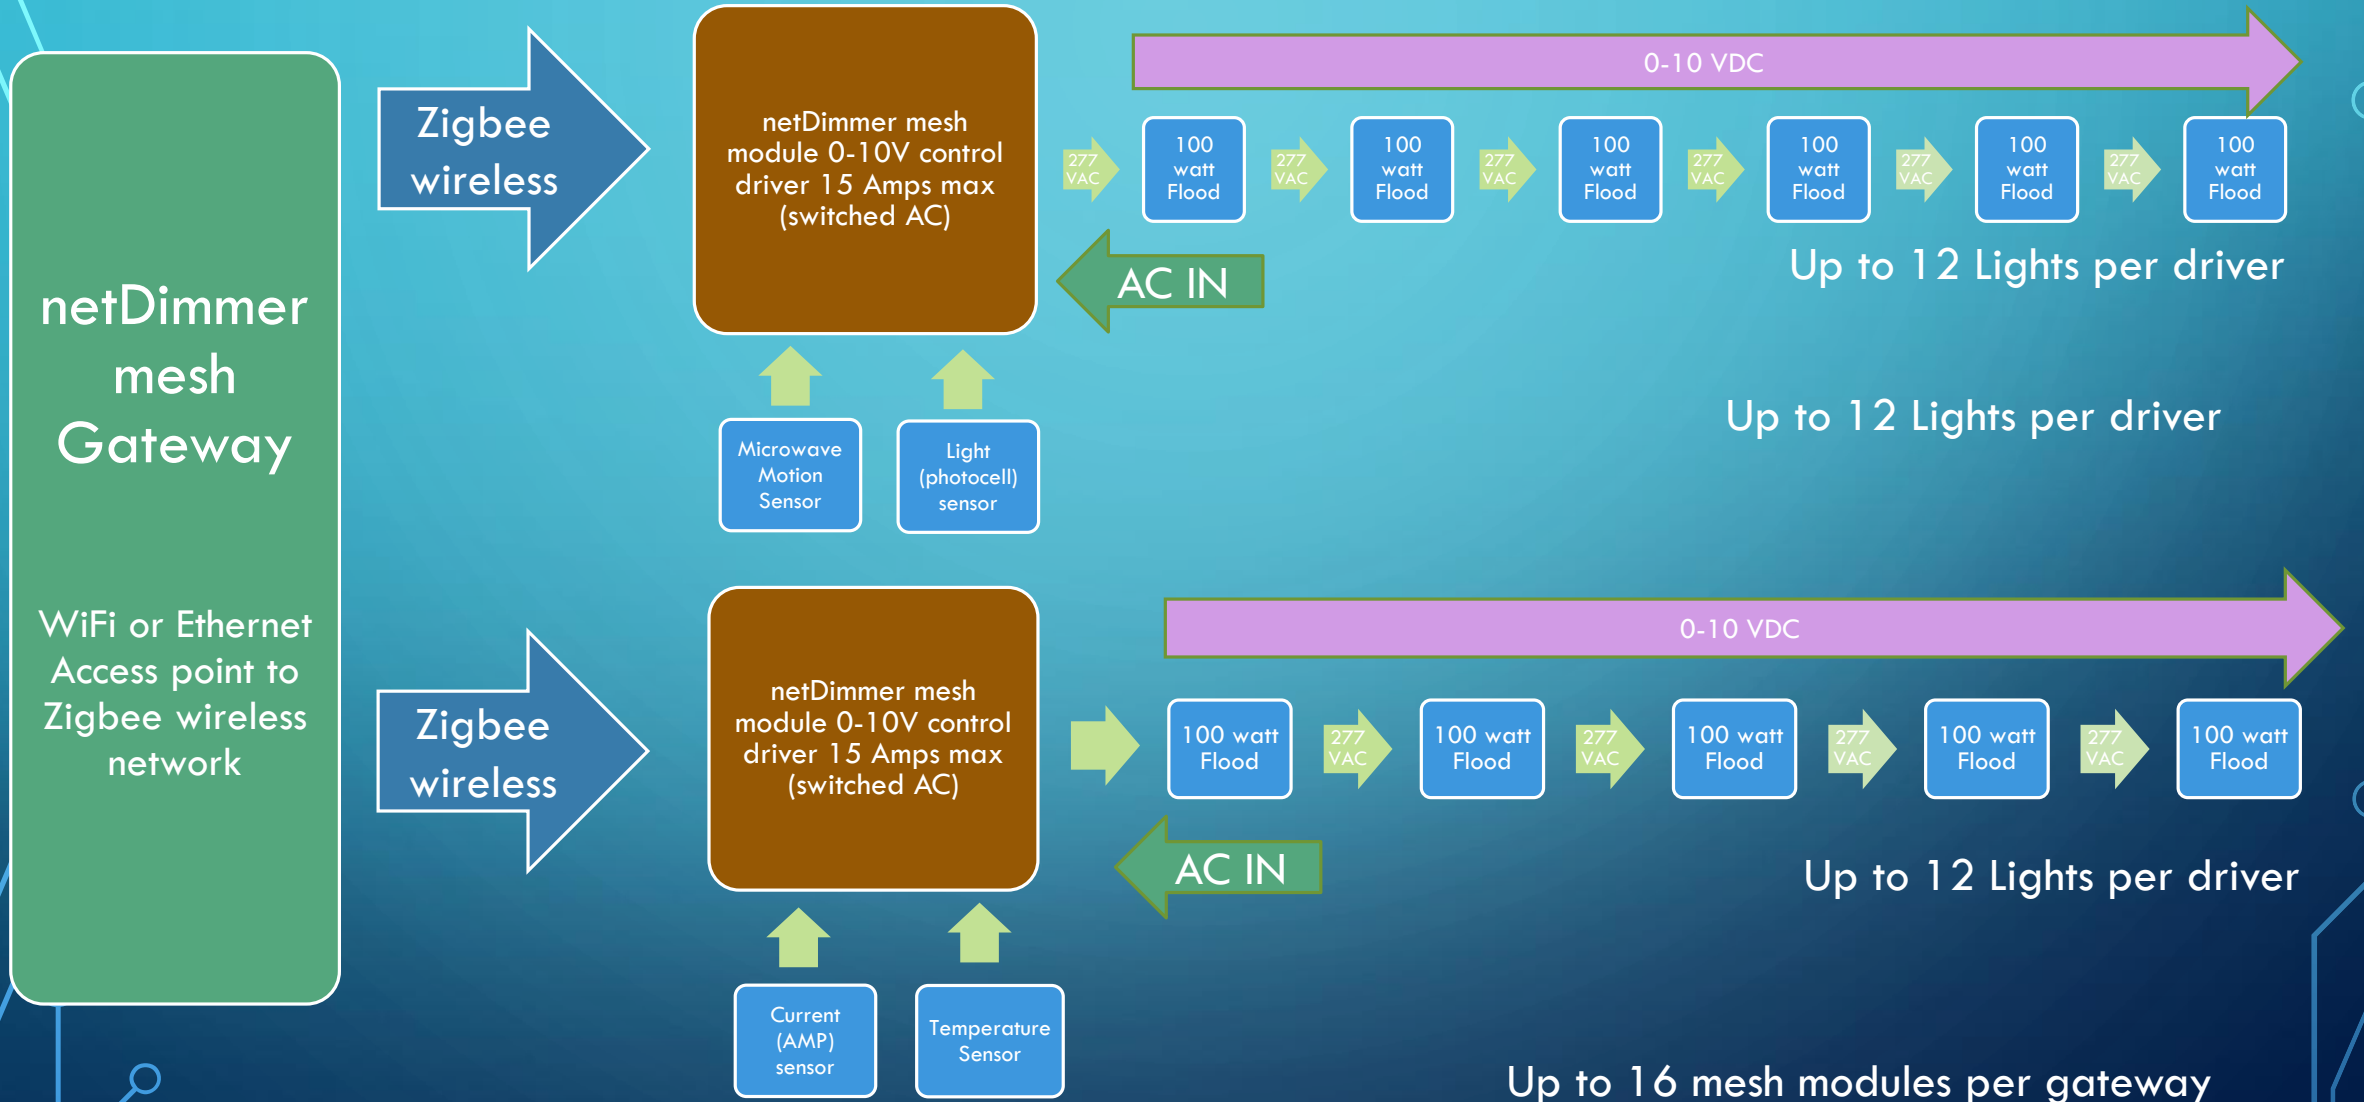 netDimmer
mesh
Gateway
WiFi or Ethernet
Access point to
Zigbee wireless
network
Zigbee
wireless
netDimmer mesh
module 0-10V control
driver 15 Amps max
(switched AC)
0-10 VDC
277
VAC
100
watt
Flood
277
VAC
100
watt
Flood
277
VAC
100
watt
Flood
277
VAC
100
watt
Flood
277
VAC
100
watt
Flood
277
VAC
100
watt
Flood
AC IN
Up to 12 Lights per driver
Microwave
Motion
Sensor
Light
(photocell)
sensor
Up to 12 Lights per driver
Zigbee
wireless
netDimmer mesh
module 0-10V control
driver 15 Amps max
(switched AC)
0-10 VDC
100 watt
Flood
277
VAC
100 watt
Flood
277
VAC
100 watt
Flood
277
VAC
100 watt
Flood
277
VAC
100 watt
Flood
AC IN
Up to 12 Lights per driver
Current
(AMP)
sensor
Temperature
Sensor
Up to 16 mesh modules per gateway